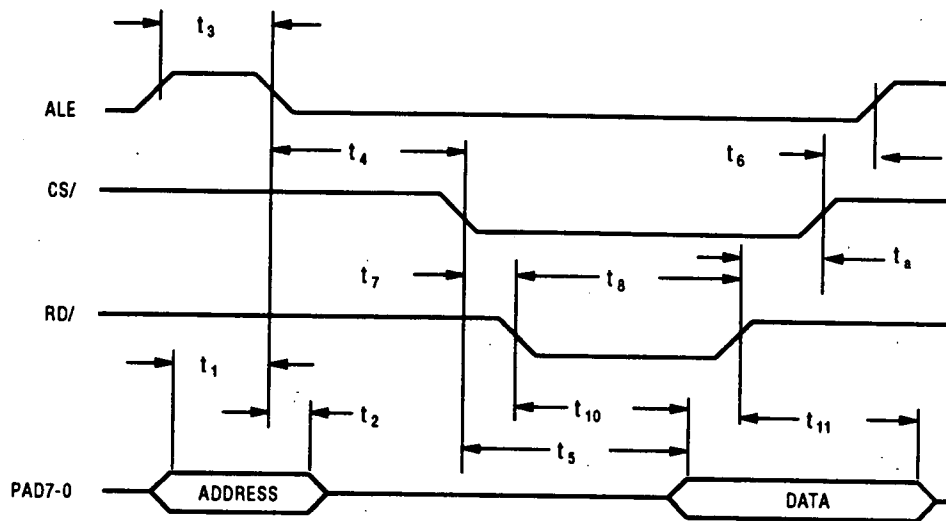 t3
ALE
t4
t6
CS/
t7
t8
ta
RD/
t1
t2
t10
t11
t5
PAD7-0
ADDRESS
DATA